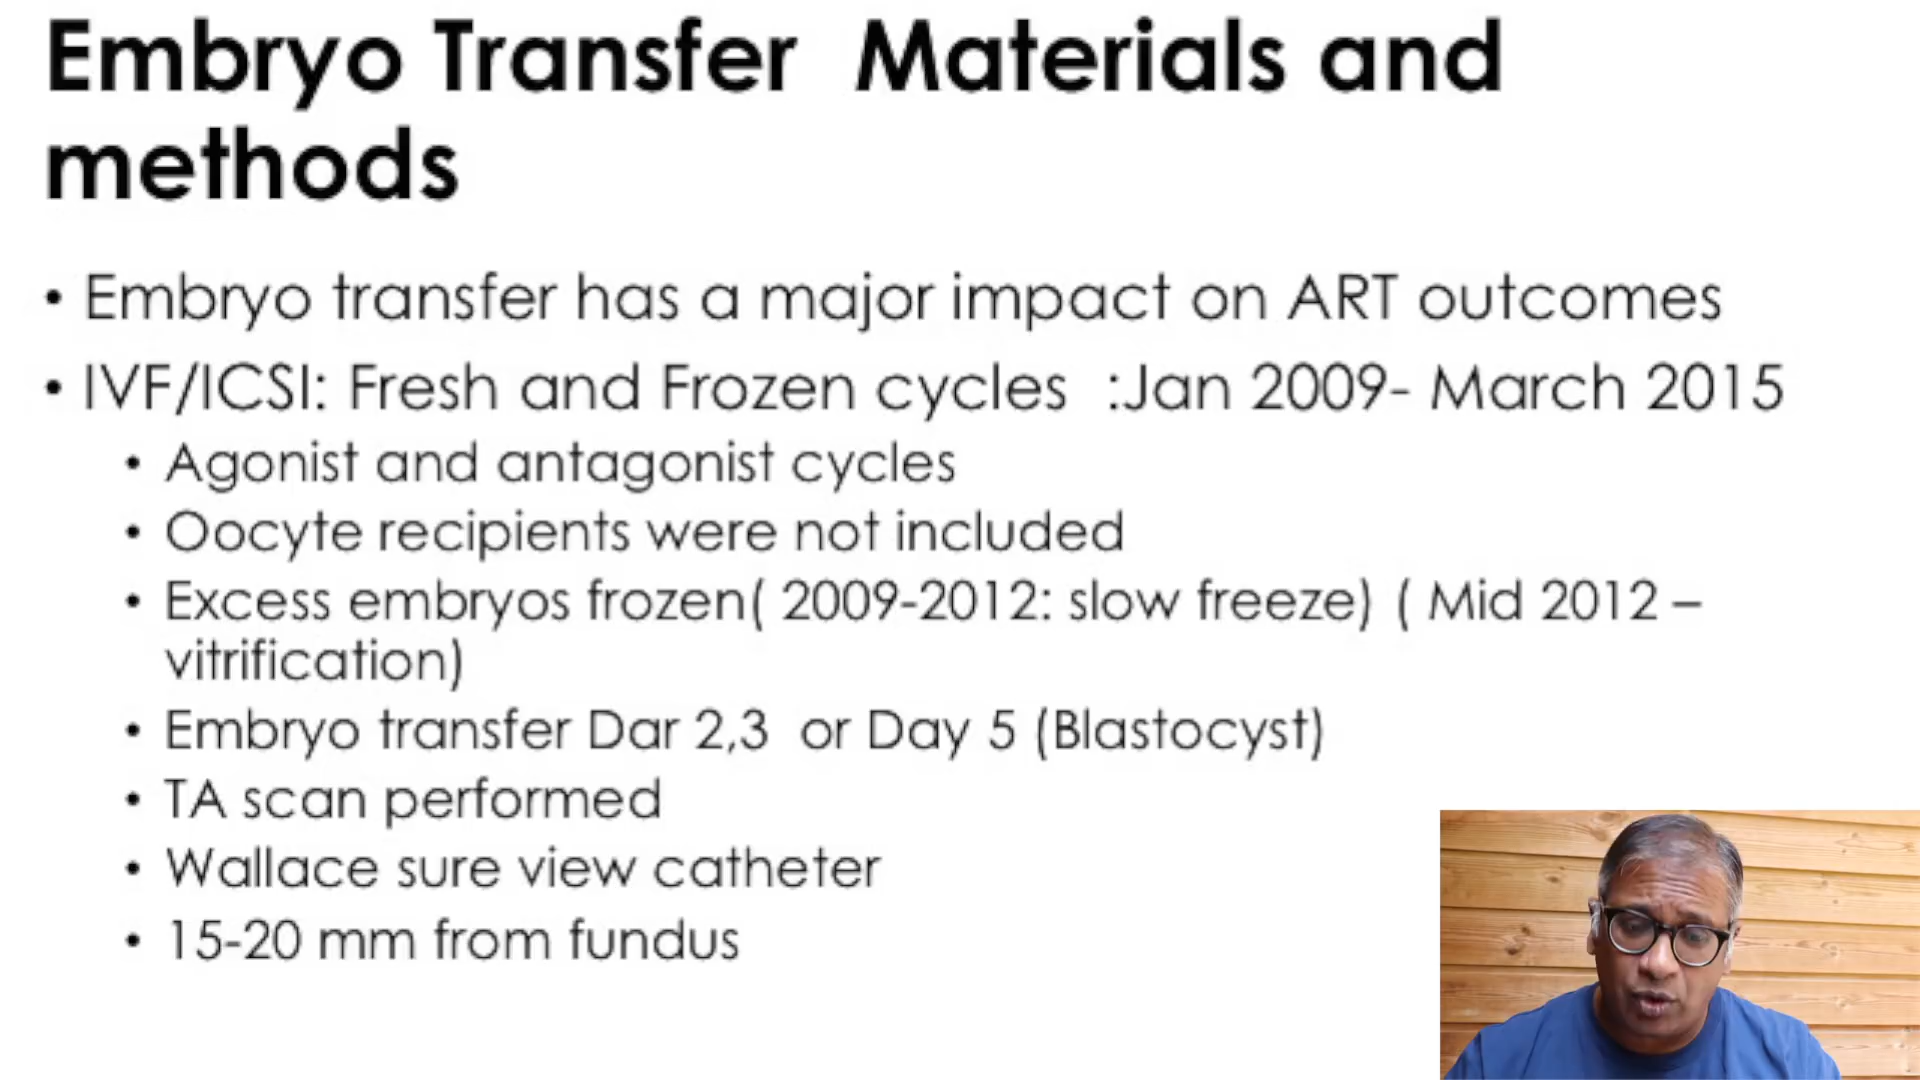 Embryo Transfer  Materials and
methods
• Embryo transfer has a major impact on ART outcomes
• IVF/ICSI: Fresh and Frozen cycles  :Jan 2009- March 2015
• Agonist and antagonist cycles
• Oocyte recipients were not included
• Excess embryos frozen( 2009-2012: slow freeze) ( Mid 2012 –
vitrification)
• Embryo transfer Dar 2,3  or Day 5 (Blastocyst)
• TA scan performed
• Wallace sure view catheter
• 15-20 mm from fundus